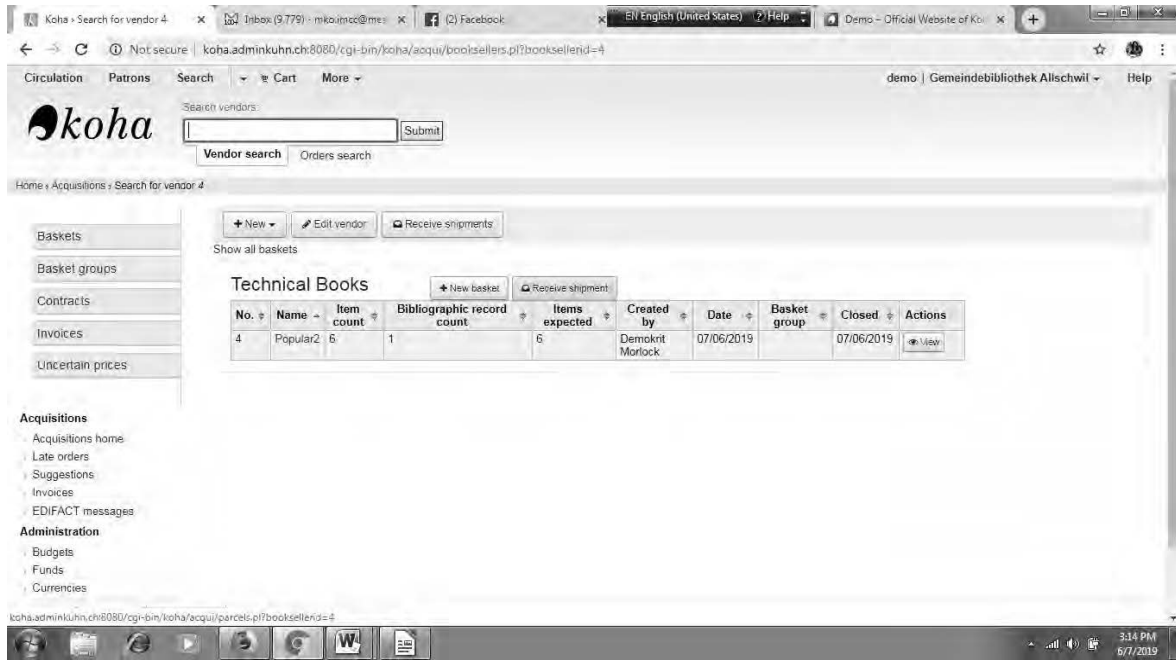 Koha › Search for vendor 4
Inbox (9.779) - mkoumcc@mes
(2) Facebook
EN English (United States) ? Help
Demo – Official Website of Ko
Not secure | koha.adminkuhn.ch:8080/cgi-bin/koha/acqui/booksellers.pl?booksellerid=4
Circulation Patrons Search Cart More
demo | Gemeindebibliothek Allschwil Help
koha
Search vendors:
Submit
Vendor search Orders search
Home › Acquisitions › Search for vendor 4
+ New Edit vendor Receive shipments
Show all baskets
Baskets
Basket groups
Contracts
Invoices
Uncertain prices
Technical Books + New basket Receive shipment
No. Name Item count Bibliographic record count Items expected Created by Date Basket group Closed Actions
4 Popular2 6 1 6 Demokrit Morlock 07/06/2019 07/06/2019 View
Acquisitions
Acquisitions home
Late orders
Suggestions
Invoices
EDIFACT messages
Administration
Budgets
Funds
Currencies
koha.adminkuhn.ch:8080/cgi-bin/koha/acqui/parcels.pl?booksellerid=4
3:14 PM
6/7/2019